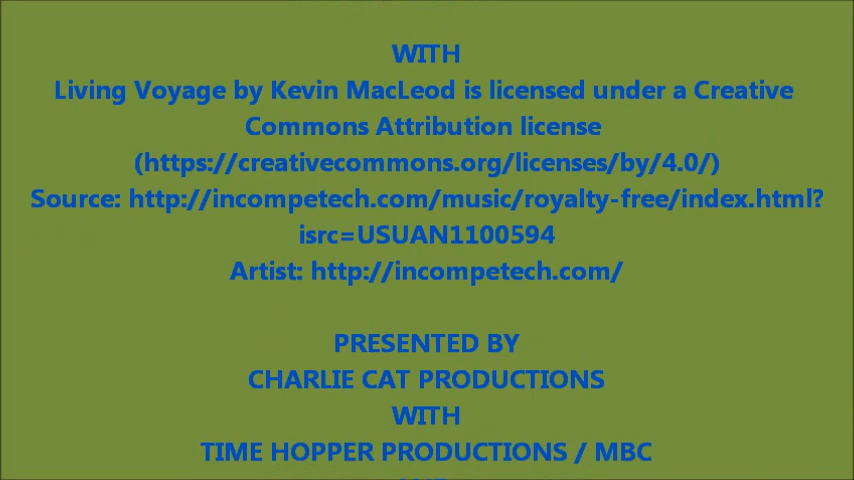 WITH
Living Voyage by Kevin MacLeod is licensed under a Creative
Commons Attribution license
(https://creativecommons.org/licenses/by/4.0/)
Source: http://incompetech.com/music/royalty-free/index.html?
isrc=USUAN1100594
Artist: http://incompetech.com/
PRESENTED BY
CHARLIE CAT PRODUCTIONS
WITH
TIME HOPPER PRODUCTIONS / MBC